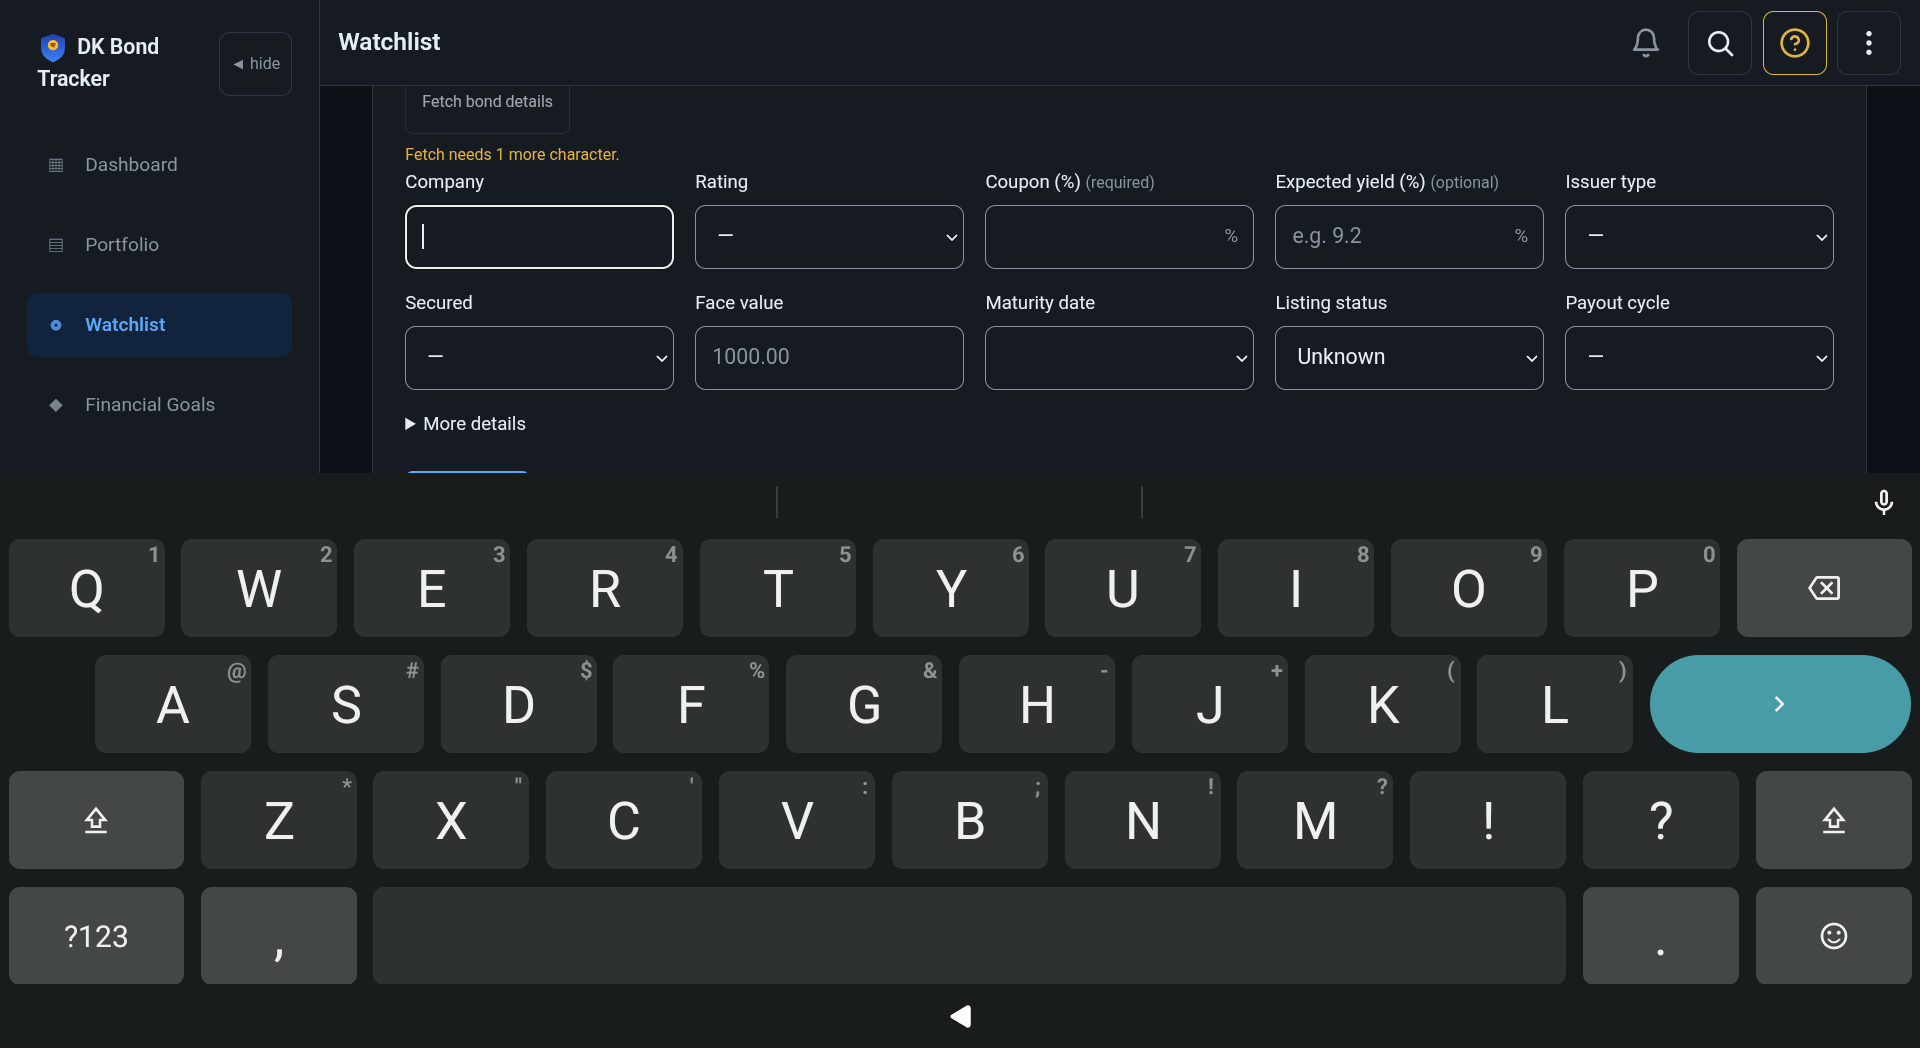 DK Bond
Tracker
◄ hide
Watchlist
Dashboard
Portfolio
Watchlist
Financial Goals
Fetch bond details
Fetch needs 1 more character.
Company
Rating
Coupon (%) (required)
Expected yield (%) (optional)
Issuer type
—
%
e.g. 9.2
%
—
Secured
Face value
Maturity date
Listing status
Payout cycle
—
1000.00
Unknown
—
▶ More details
Q 1
W 2
E 3
R 4
T 5
Y 6
U 7
I 8
O 9
P 0
A @
S #
D $
F %
G &
H -
J +
K (
L )
Z *
X "
C '
V :
B ;
N !
M ?
!
?
?123
,
.